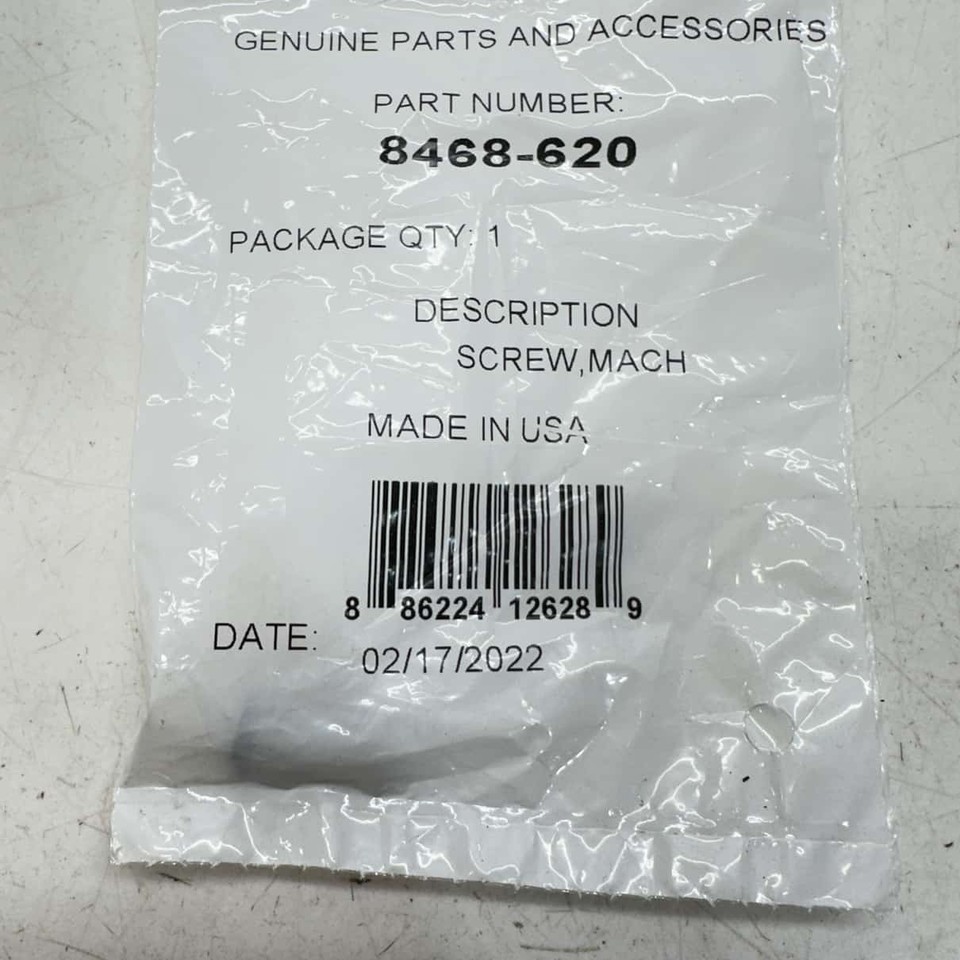 GENUINE PARTS AND ACCESSORIES
PART NUMBER:
8468-620
PACKAGE QTY: 1
DESCRIPTION
SCREW,MACH
MADE IN USA
8 86224 12628 9
DATE: 02/17/2022